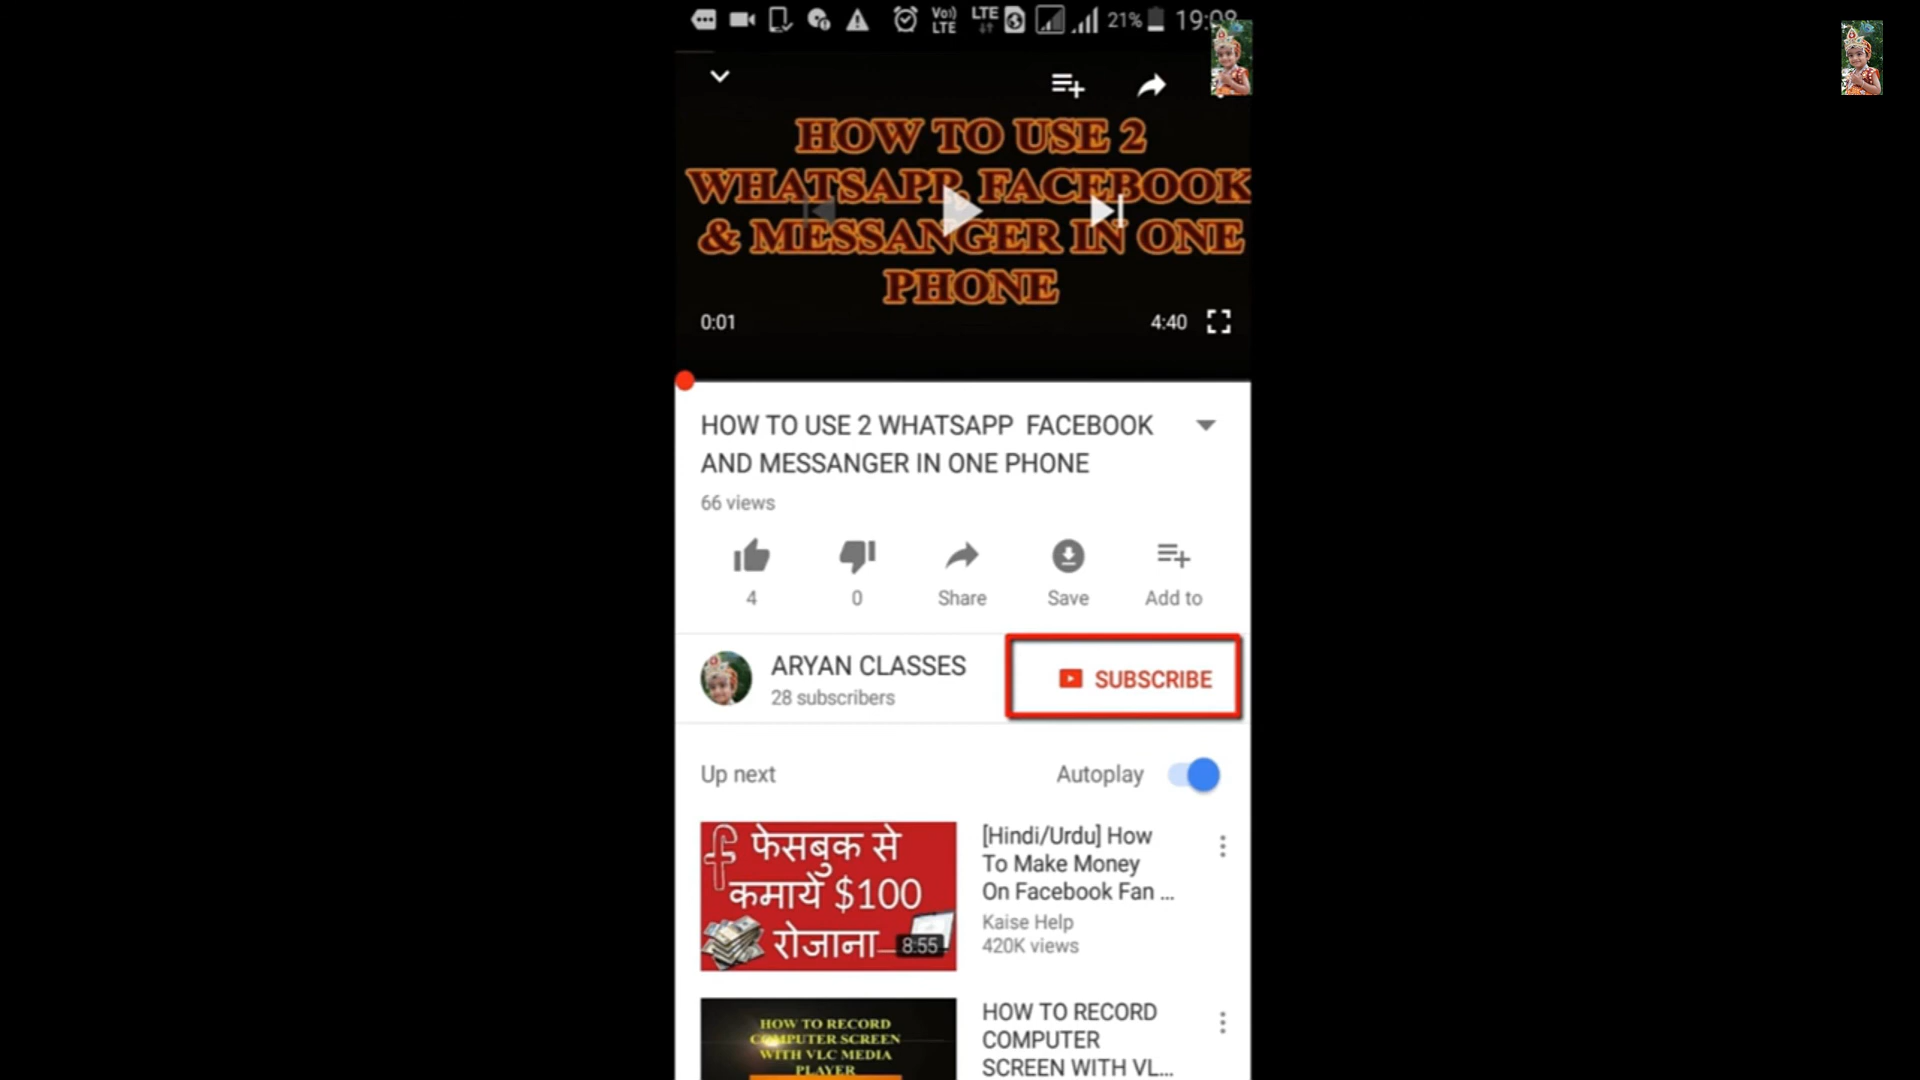 Vo))
LTE
LTE
21%
19:08
HOW TO USE 2
WHATSAPP, FACEBOOK
& MESSANGER IN ONE
PHONE
0:01
4:40
HOW TO USE 2 WHATSAPP FACEBOOK
AND MESSANGER IN ONE PHONE
66 views
4
0
Share
Save
Add to
ARYAN CLASSES
28 subscribers
SUBSCRIBE
Up next
Autoplay
फेसबुक से
कमाये $100
रोजाना
8:55
[Hindi/Urdu] How
To Make Money
On Facebook Fan ...
Kaise Help
420K views
HOW TO RECORD
COMPUTER SCREEN
WITH VLC MEDIA
PLAYER
HOW TO RECORD
COMPUTER
SCREEN WITH VL...